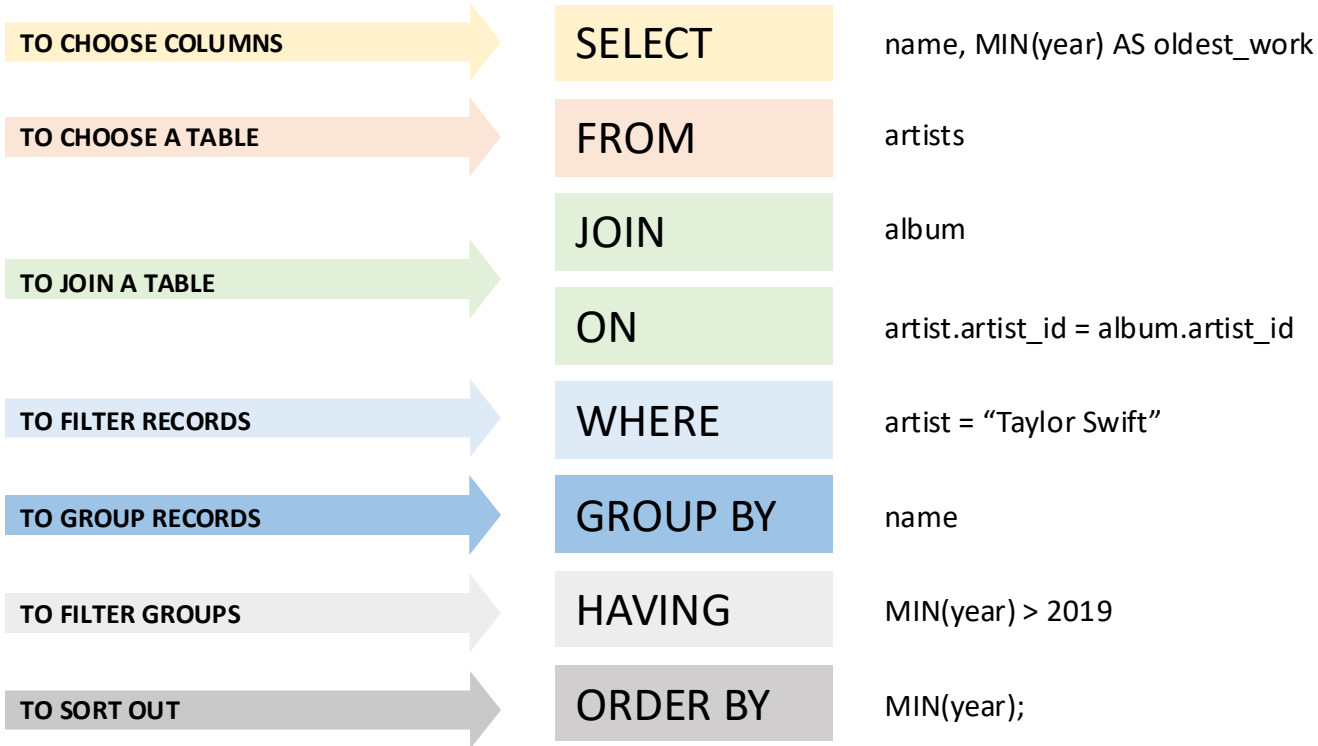 TO CHOOSE COLUMNS SELECT name, MIN(year) AS oldest_work
TO CHOOSE A TABLE FROM artists
JOIN album
TO JOIN A TABLE
ON artist.artist_id = album.artist_id
TO FILTER RECORDS WHERE artist = “Taylor Swift”
TO GROUP RECORDS GROUP BY name
TO FILTER GROUPS HAVING MIN(year) > 2019
TO SORT OUT ORDER BY MIN(year);